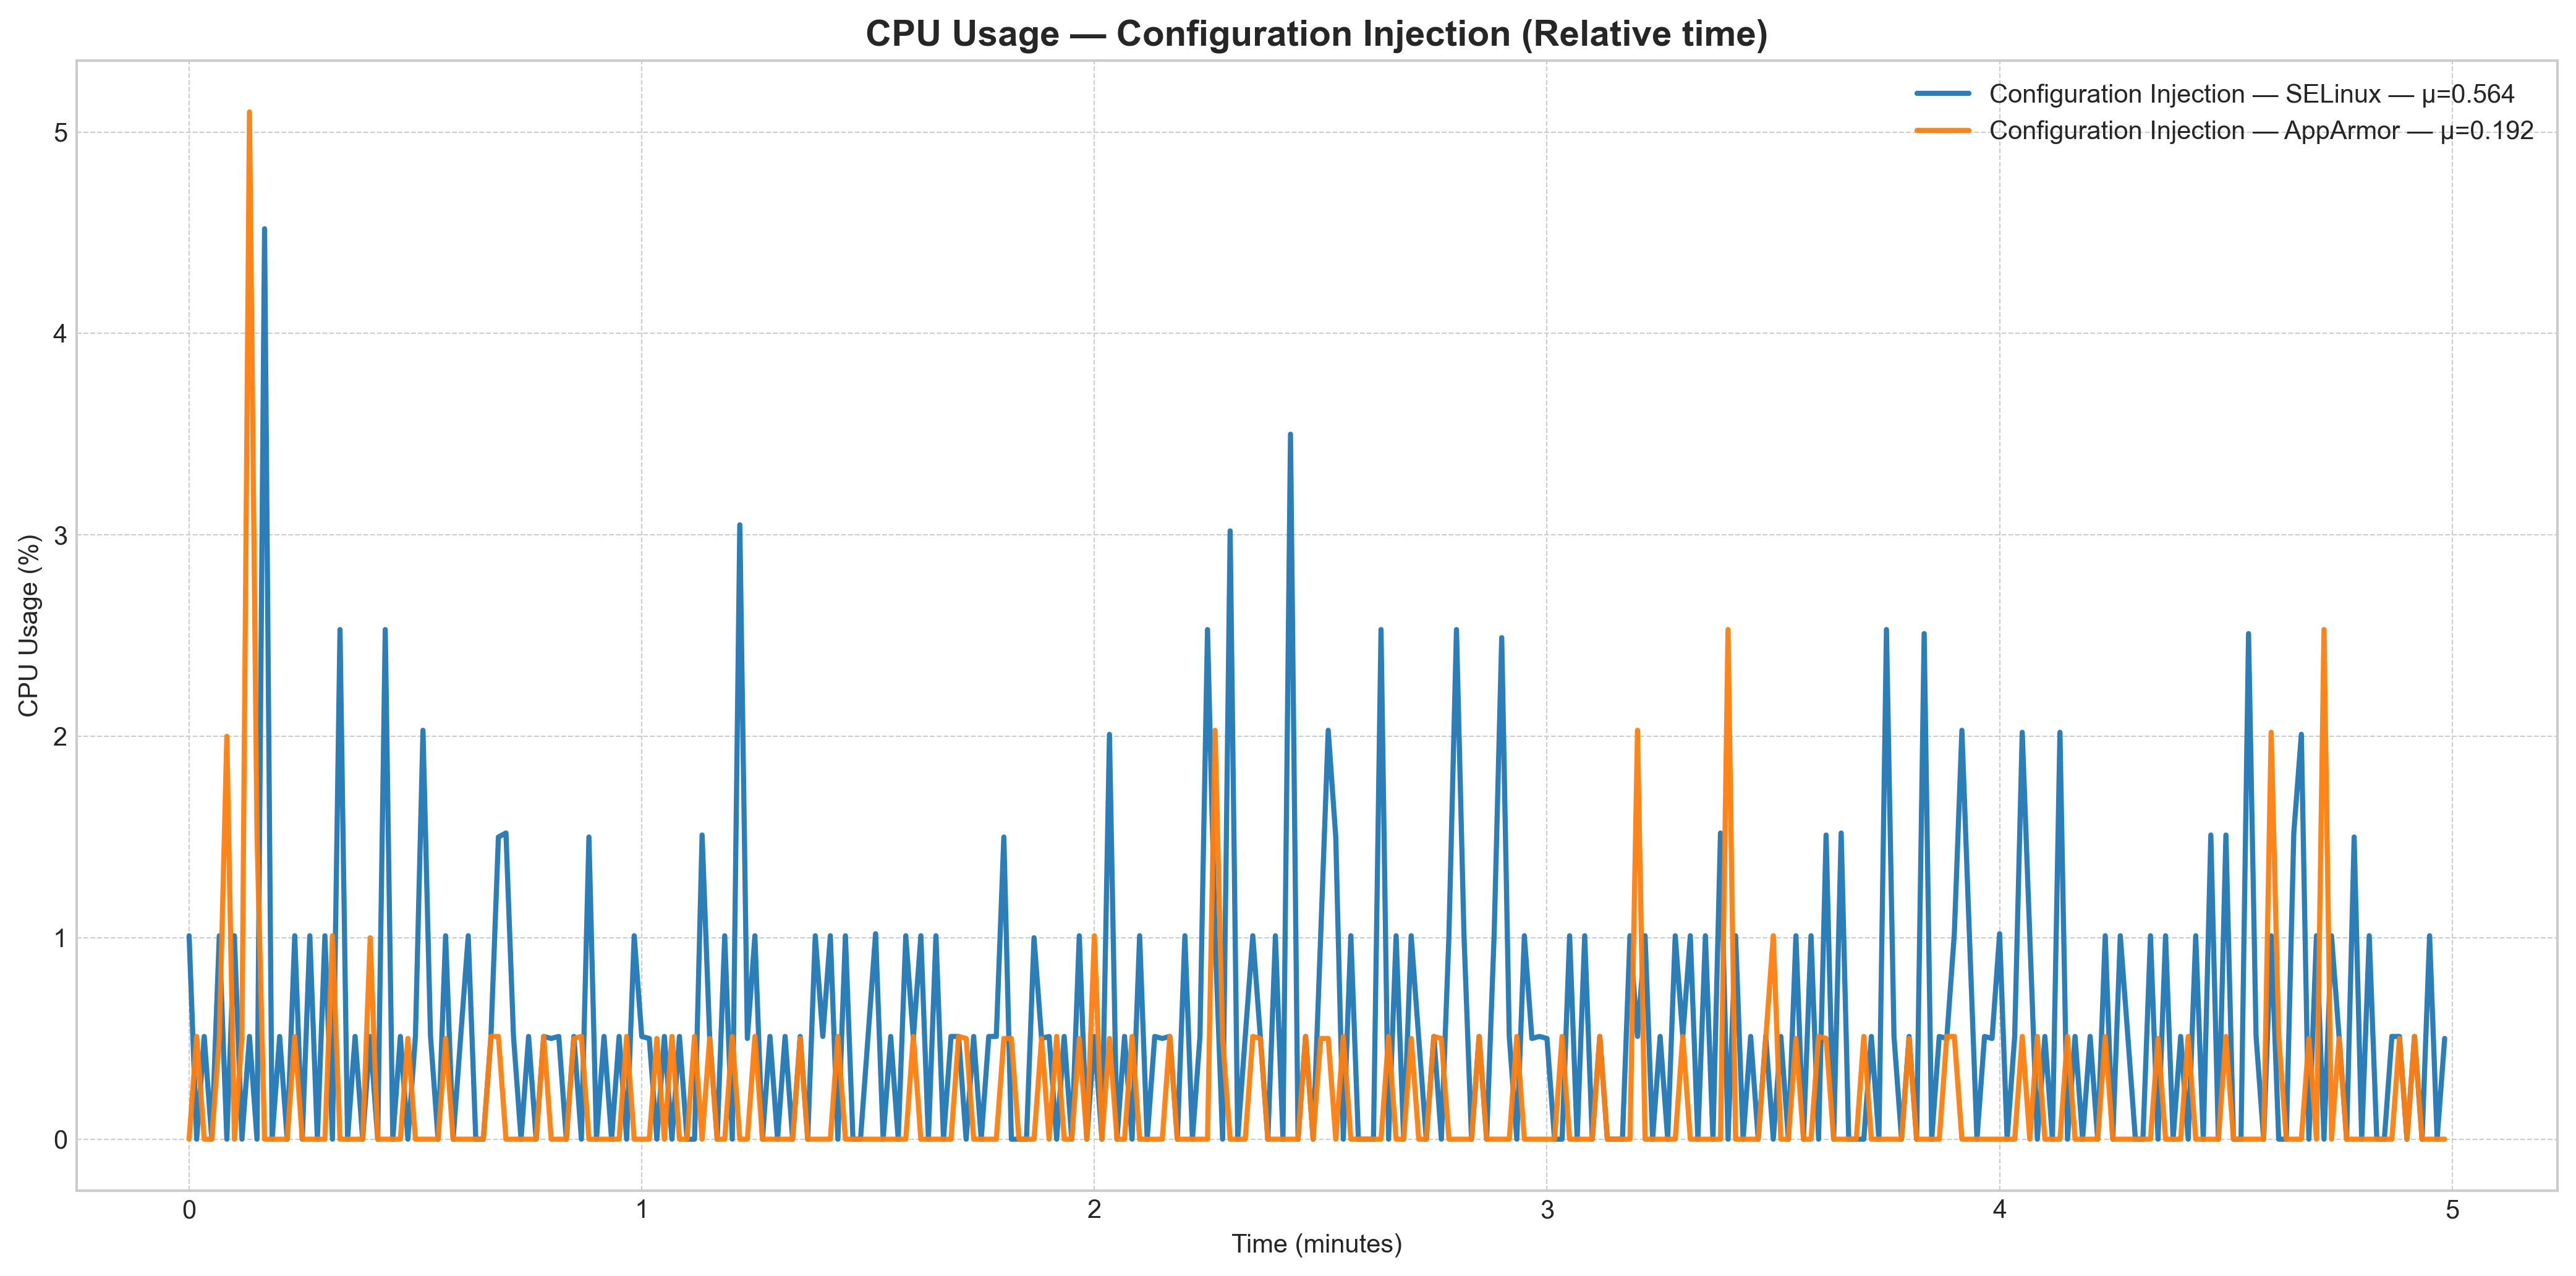 CPU Usage — Configuration Injection (Relative time)
Configuration Injection — SELinux — µ=0.564
Configuration Injection — AppArmor — µ=0.192
CPU Usage (%)
5
4
3
2
1
0
0 1 2 3 4 5
Time (minutes)